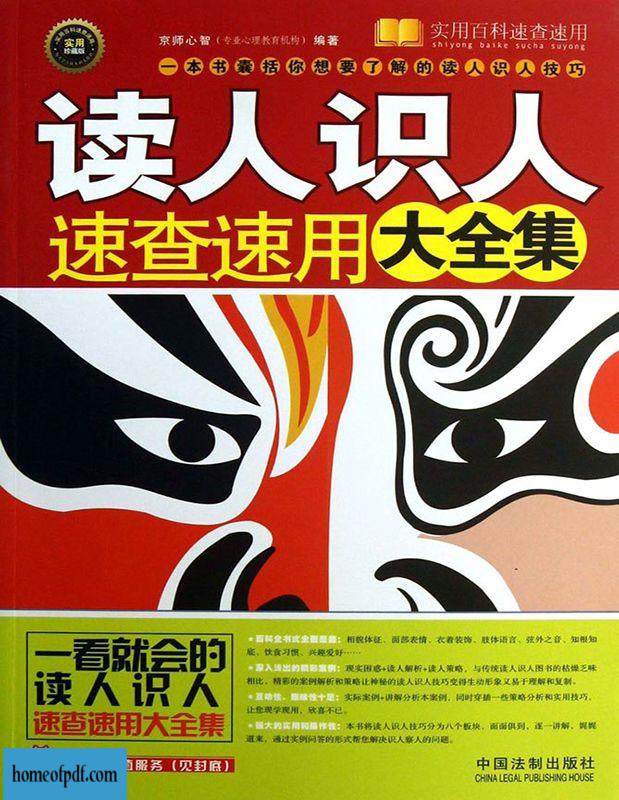 实用
珍藏版
京师心智（专业心理教育机构）编著
实用百科速查速用
shiyong baike sucha suyong
一本书囊括你想要了解的读人识人技巧
读人识人
速查速用大全集
一看就会的
读人识人
速查速用大全集
●百科全书式全面覆盖：相貌体征、面部表情、衣着装饰、肢体语言、弦外之音、知根知
底、饮食习惯、兴趣爱好……
●深入浅出的精彩案例：现实困惑+读人解析+读人策略，与传统读人识人图书的枯燥乏味
相比，精彩的案例解析和策略让神秘的读人识人技巧变得生动形象又易于理解和复制。
●互动性、趣味性十足：实际案例+讲解分析本案例，同时穿插一些策略分析和实用技巧，
让您现学现用，欣喜不已。
●强大的实用和操作性：本书将读人识人技巧分为八个板块，面面俱到，逐一讲解，娓娓
道来，通过实例问答的形式帮您解决识人察人的问题。
值服务（见封底）
homeofpdf.com
中国法制出版社
CHINA LEGAL PUBLISHING HOUSE